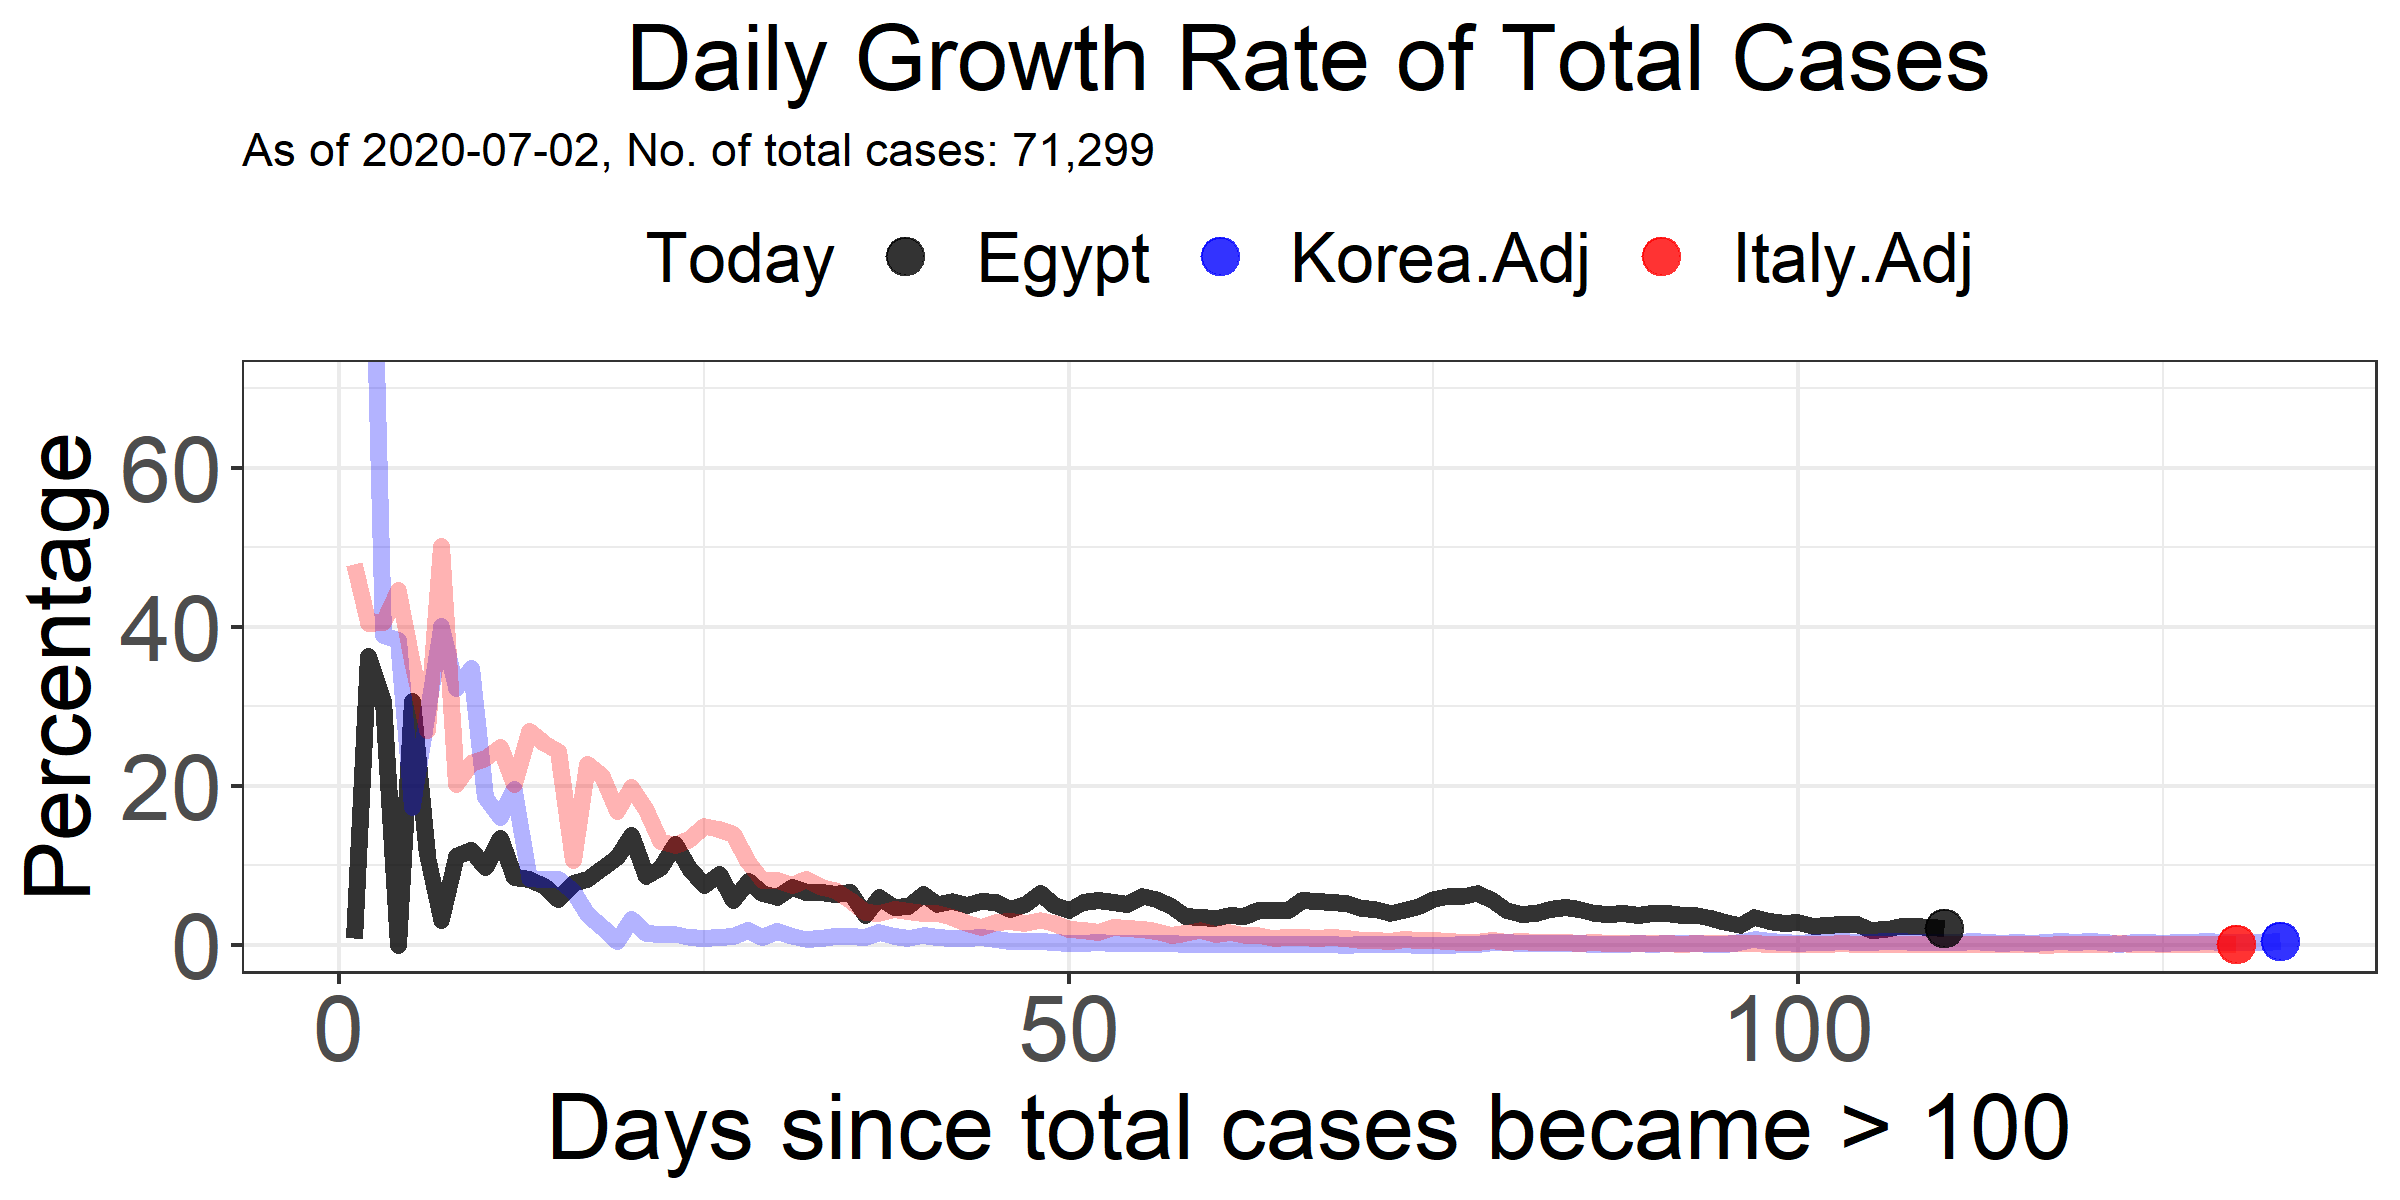 Daily Growth Rate of Total Cases
As of 2020-07-02, No. of total cases: 71,299
Today Egypt Korea.Adj Italy.Adj
Percentage
60
40
20
0
0 50 100
Days since total cases became > 100